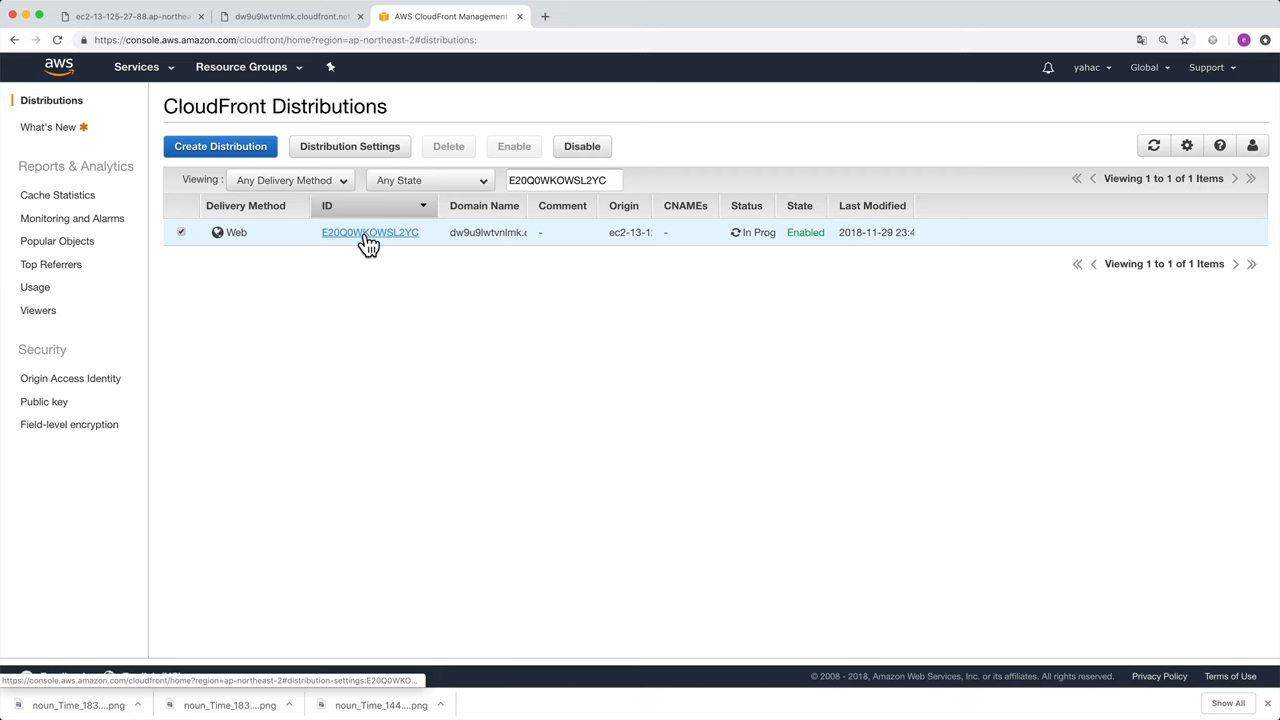 ec2-13-125-27-88.ap-northeas
dw9u9lwtvnlmk.cloudfront.net
AWS CloudFront Management
https://console.aws.amazon.com/cloudfront/home?region=ap-northeast-2#distributions:
aws Services Resource Groups yahac Global Support
Distributions
What's New
Reports & Analytics
Cache Statistics
Monitoring and Alarms
Popular Objects
Top Referrers
Usage
Viewers
Security
Origin Access Identity
Public key
Field-level encryption
CloudFront Distributions
Create Distribution Distribution Settings Delete Enable Disable
Viewing : Any Delivery Method Any State E20Q0WKOWSL2YC Viewing 1 to 1 of 1 Items
Delivery Method ID Domain Name Comment Origin CNAMEs Status State Last Modified
Web E20Q0WKOWSL2YC dw9u9lwtvnlmk.c - ec2-13-1: - In Prog Enabled 2018-11-29 23:4
Viewing 1 to 1 of 1 Items
© 2008 - 2018, Amazon Web Services, Inc. or its affiliates. All rights reserved. Privacy Policy Terms of Use
https://console.aws.amazon.com/cloudfront/home?region=ap-northeast-2#distribution-settings:E20Q0WKO...
noun_Time_183....png noun_Time_183....png noun_Time_144....png Show All